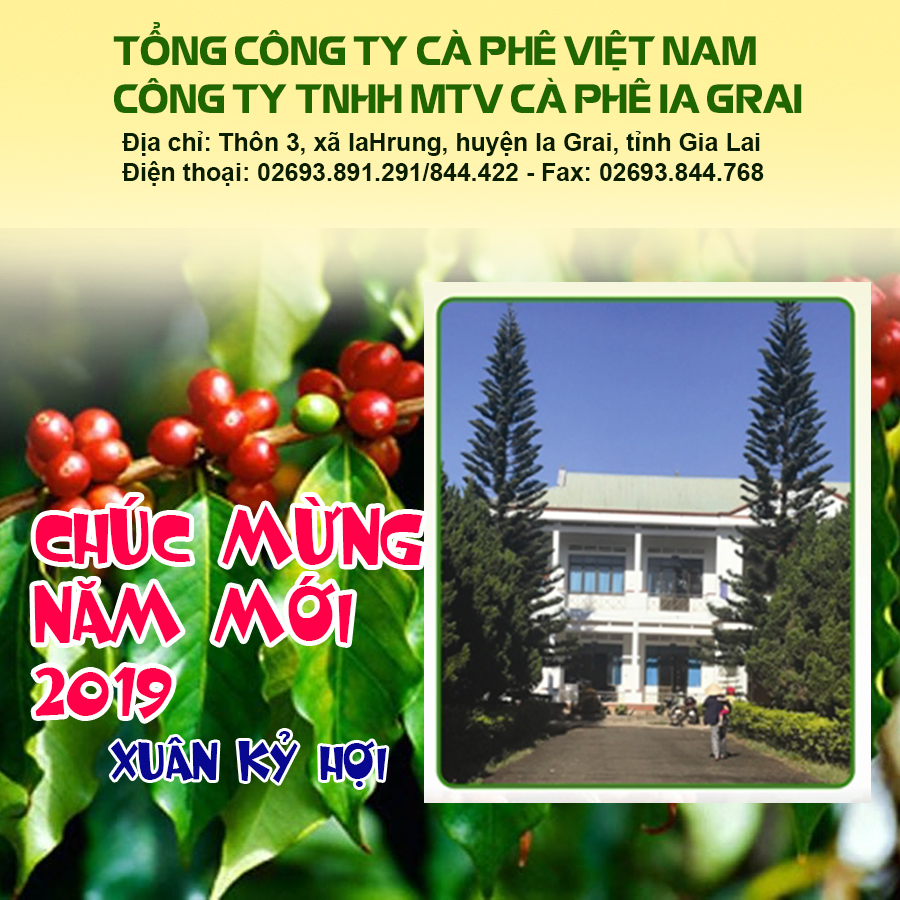 TỔNG CÔNG TY CÀ PHÊ VIỆT NAM
CÔNG TY TNHH MTV CÀ PHÊ IA GRAI
Địa chỉ: Thôn 3, xã IaHrung, huyện Ia Grai, tỉnh Gia Lai
Điện thoại: 02693.891.291/844.422 - Fax: 02693.844.768
CHÚC MỪNG
NĂM MỚI
2019
XUÂN KỶ HỢI